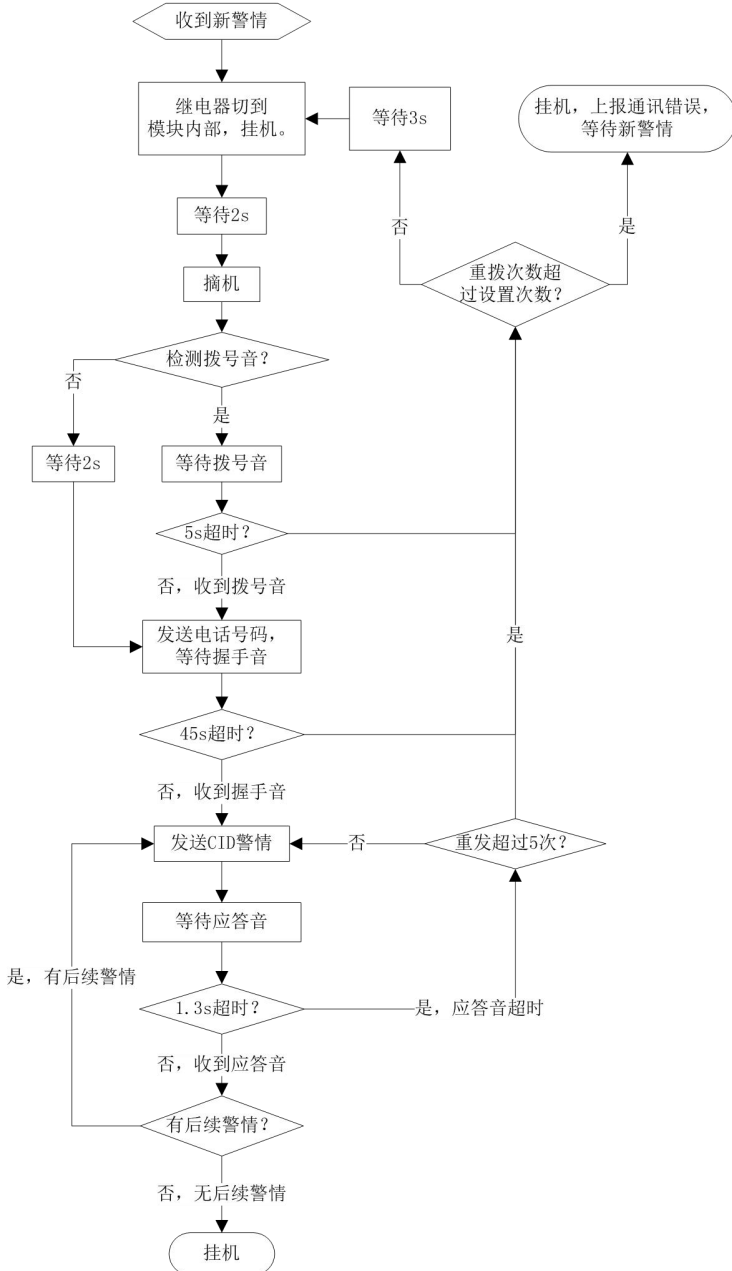 收到新警情
继电器切到
模块内部，挂机。
等待3s
挂机，上报通讯错误，
等待新警情
等待2s
否
是
摘机
重拨次数超
过设置次数？
检测拨号音？
否
是
等待2s
等待拨号音
5s超时？
否，收到拨号音
发送电话号码，
等待握手音
是
45s超时？
否，收到握手音
发送CID警情
否
重发超过5次？
等待应答音
是，有后续警情
1.3s超时？
是，应答音超时
否，收到应答音
有后续警情？
否，无后续警情
挂机